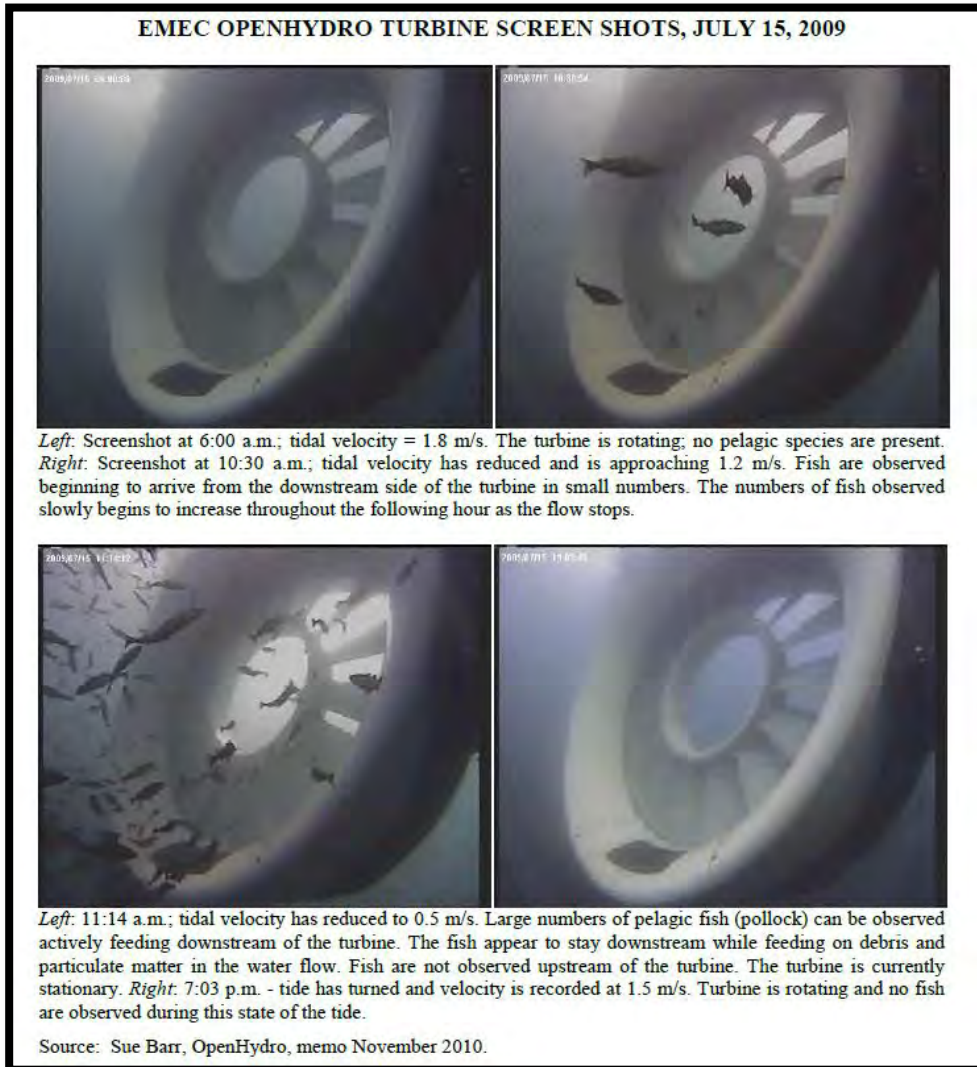 EMEC OPENHYDRO TURBINE SCREEN SHOTS, JULY 15, 2009
Left: Screenshot at 6:00 a.m.; tidal velocity = 1.8 m/s. The turbine is rotating; no pelagic species are present.
Right: Screenshot at 10:30 a.m.; tidal velocity has reduced and is approaching 1.2 m/s. Fish are observed
beginning to arrive from the downstream side of the turbine in small numbers. The numbers of fish observed
slowly begins to increase throughout the following hour as the flow stops.
Left: 11:14 a.m.; tidal velocity has reduced to 0.5 m/s. Large numbers of pelagic fish (pollock) can be observed
actively feeding downstream of the turbine. The fish appear to stay downstream while feeding on debris and
particulate matter in the water flow. Fish are not observed upstream of the turbine. The turbine is currently
stationary. Right: 7:03 p.m. - tide has turned and velocity is recorded at 1.5 m/s. Turbine is rotating and no fish
are observed during this state of the tide.
Source: Sue Barr, OpenHydro, memo November 2010.